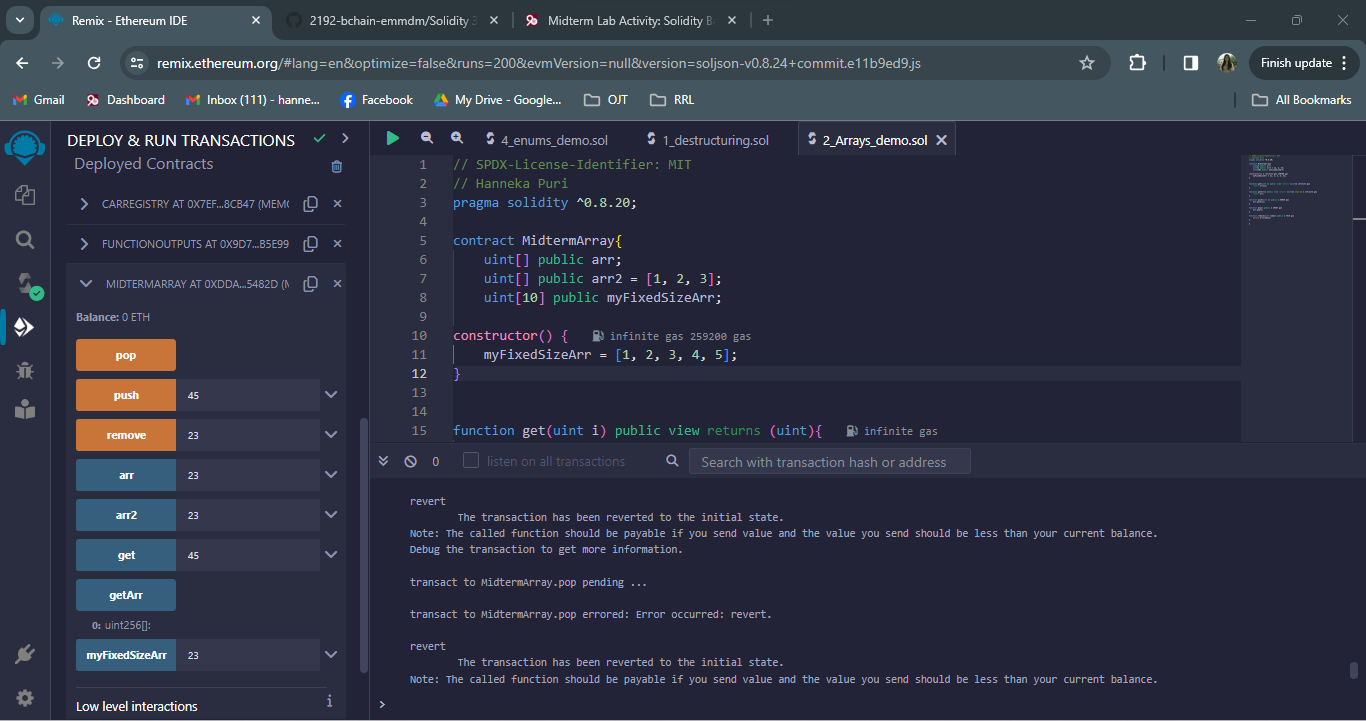 Remix - Ethereum IDE
2192-bchain-emmdm/Solidity
Midterm Lab Activity: Solidity B
remix.ethereum.org/#lang=en&optimize=false&runs=200&evmVersion=null&version=soljson-v0.8.24+commit.e11b9ed9.js
Finish update
Gmail
Dashboard
Inbox (111) - hanne...
Facebook
My Drive - Google...
OJT
RRL
All Bookmarks
DEPLOY & RUN TRANSACTIONS
Deployed Contracts
CARREGISTRY AT 0X7EF...8CB47 (MEMO
FUNCTIONOUTPUTS AT 0X9D7...B5E99
MIDTERMARRAY AT 0XDDA...5482D (M
Balance: 0 ETH
pop
push 45
remove 23
arr 23
arr2 23
get 45
getArr
0: uint256[]:
myFixedSizeArr 23
Low level interactions
i
4_enums_demo.sol
1_destructuring.sol
2_Arrays_demo.sol
1 // SPDX-License-Identifier: MIT
2 // Hanneka Puri
3 pragma solidity ^0.8.20;
4
5 contract MidtermArray{
6 uint[] public arr;
7 uint[] public arr2 = [1, 2, 3];
8 uint[10] public myFixedSizeArr;
9
10 constructor() { infinite gas 259200 gas
11 myFixedSizeArr = [1, 2, 3, 4, 5];
12 }
13
14
15 function get(uint i) public view returns (uint){ infinite gas
0
listen on all transactions
Search with transaction hash or address
revert
The transaction has been reverted to the initial state.
Note: The called function should be payable if you send value and the value you send should be less than your current balance.
Debug the transaction to get more information.
transact to MidtermArray.pop pending ...
transact to MidtermArray.pop errored: Error occurred: revert.
revert
The transaction has been reverted to the initial state.
Note: The called function should be payable if you send value and the value you send should be less than your current balance.
>